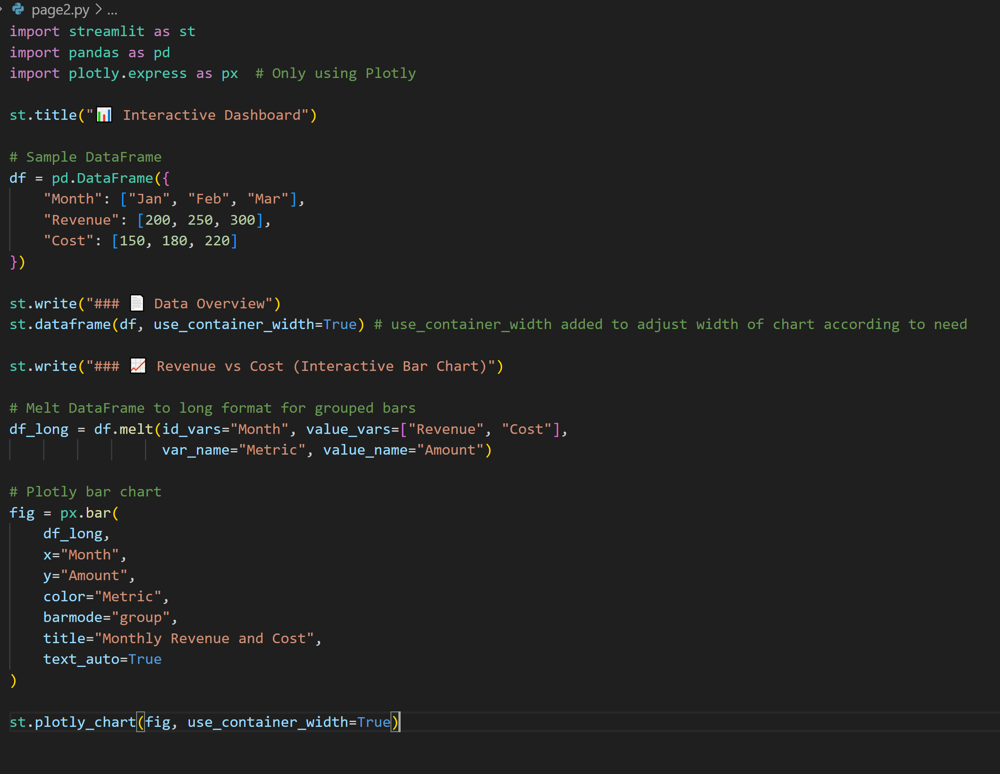 page2.py > ...
import streamlit as st
import pandas as pd
import plotly.express as px  # Only using Plotly
st.title("📊 Interactive Dashboard")
# Sample DataFrame
df = pd.DataFrame({
    "Month": ["Jan", "Feb", "Mar"],
    "Revenue": [200, 250, 300],
    "Cost": [150, 180, 220]
})
st.write("### 📄 Data Overview")
st.dataframe(df, use_container_width=True) # use_container_width added to adjust width of chart according to need
st.write("### 📈 Revenue vs Cost (Interactive Bar Chart)")
# Melt DataFrame to long format for grouped bars
df_long = df.melt(id_vars="Month", value_vars=["Revenue", "Cost"],
                  var_name="Metric", value_name="Amount")
# Plotly bar chart
fig = px.bar(
    df_long,
    x="Month",
    y="Amount",
    color="Metric",
    barmode="group",
    title="Monthly Revenue and Cost",
    text_auto=True
)
st.plotly_chart(fig, use_container_width=True)